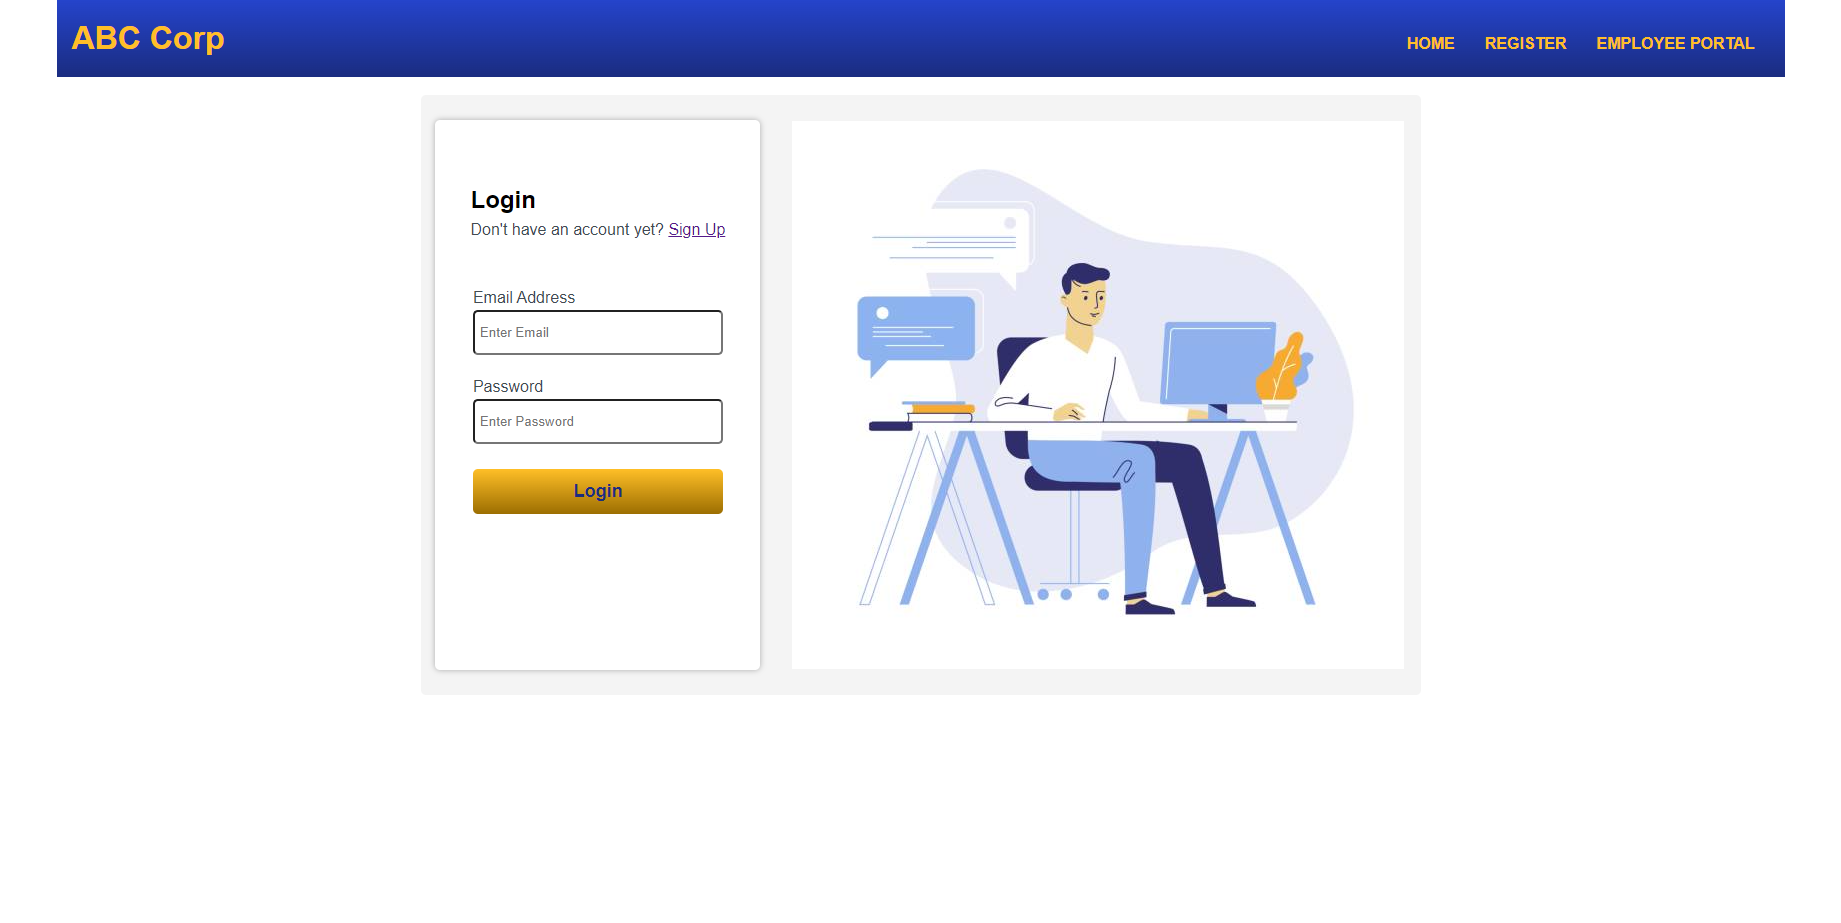 ABC Corp
HOME REGISTER EMPLOYEE PORTAL
Login
Don't have an account yet? Sign Up
Email Address
Enter Email
Password
Enter Password
Login